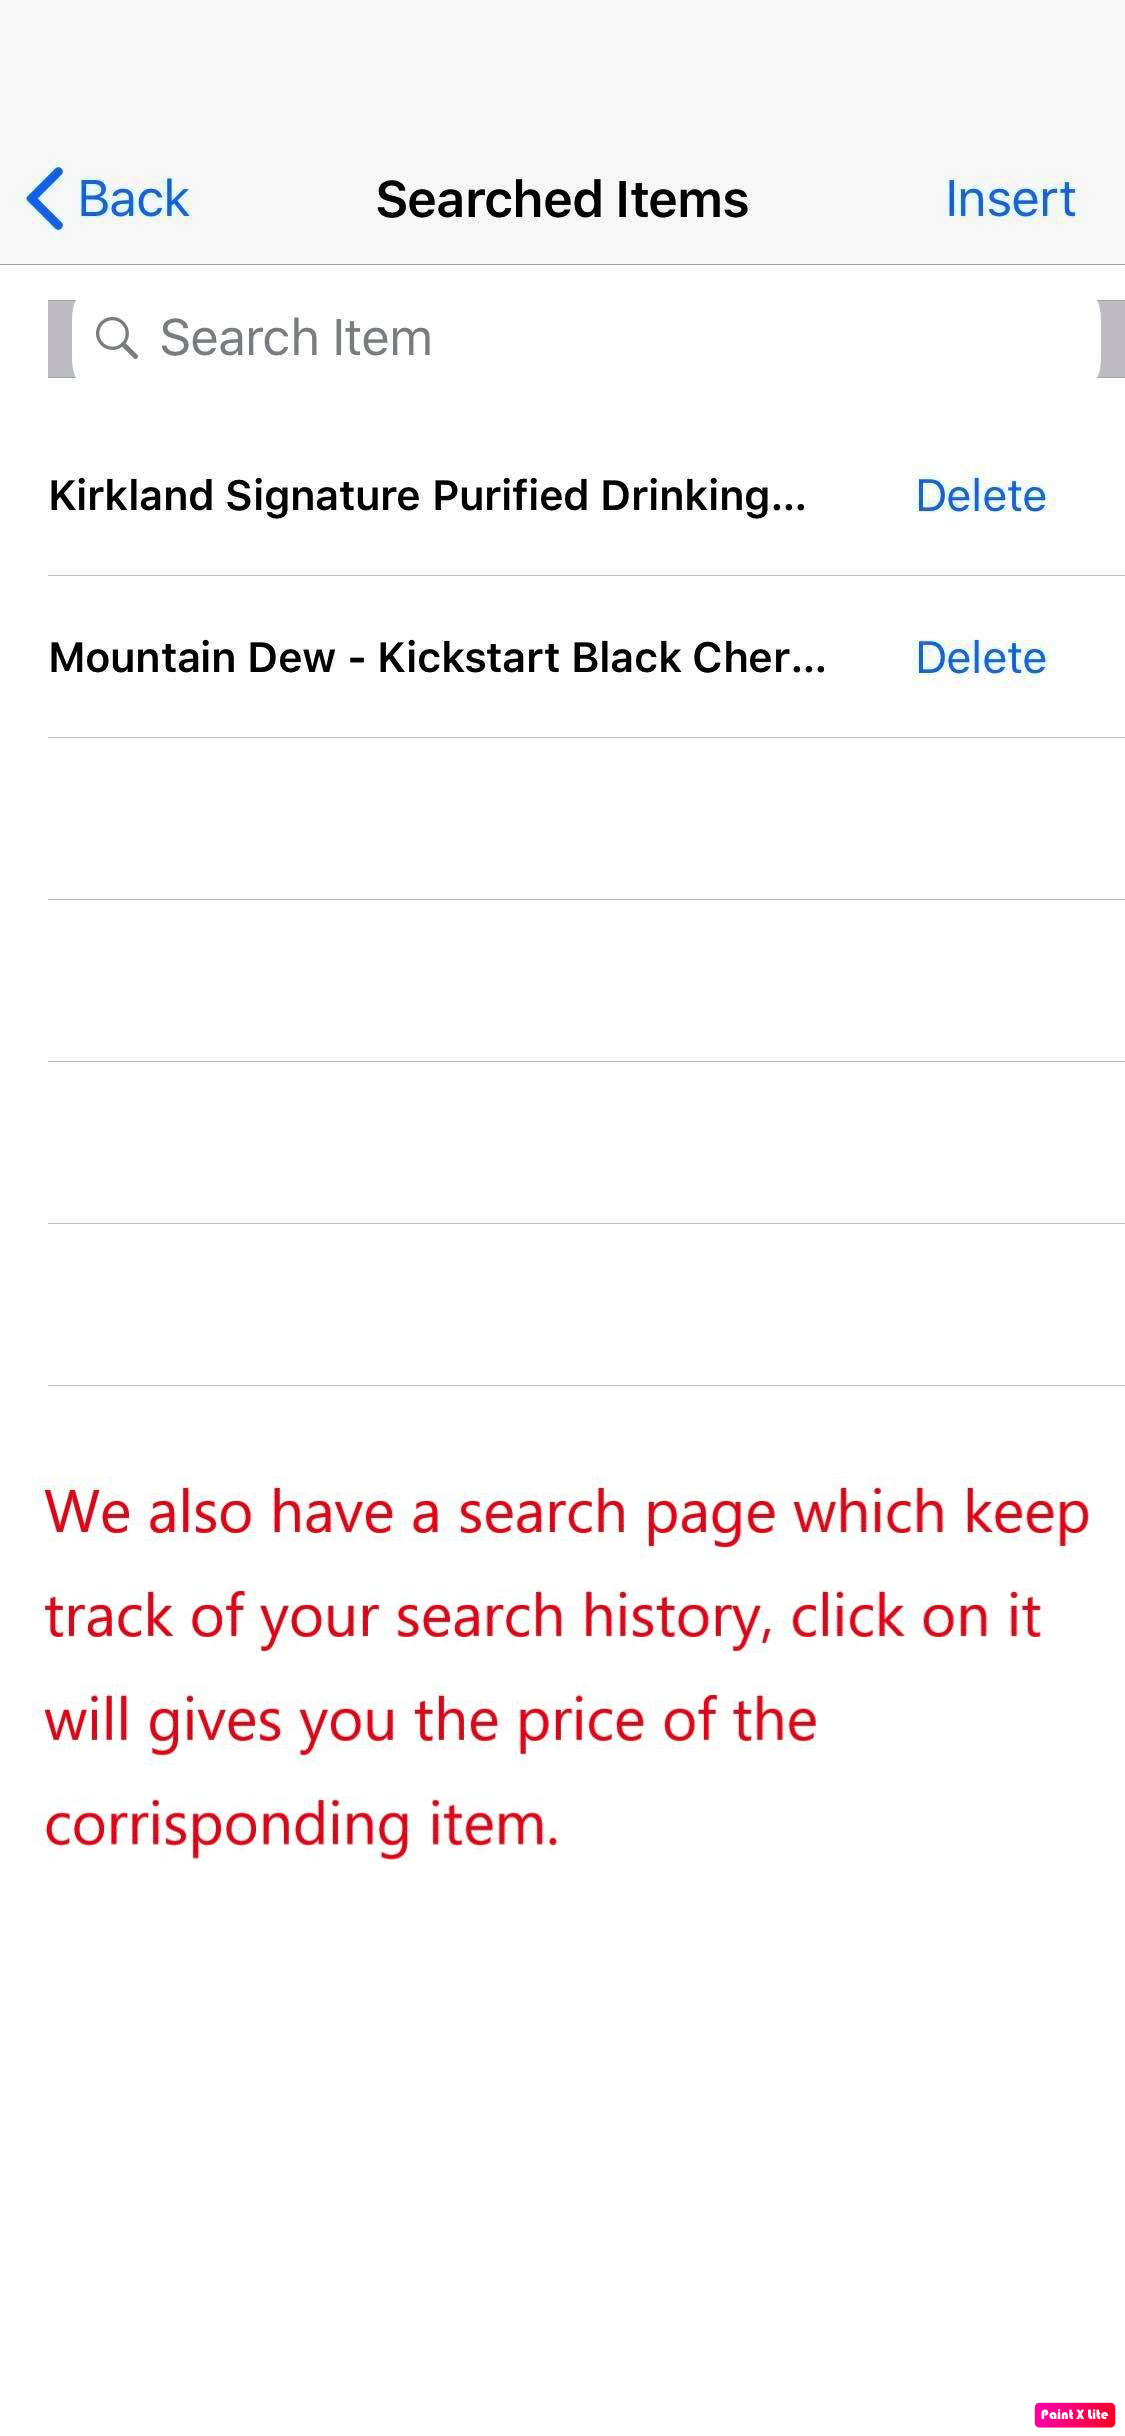 Back Searched Items Insert
Search Item
Kirkland Signature Purified Drinking... Delete
Mountain Dew - Kickstart Black Cher... Delete
We also have a search page which keep
track of your search history, click on it
will gives you the price of the
corrisponding item.
Paint X Lite